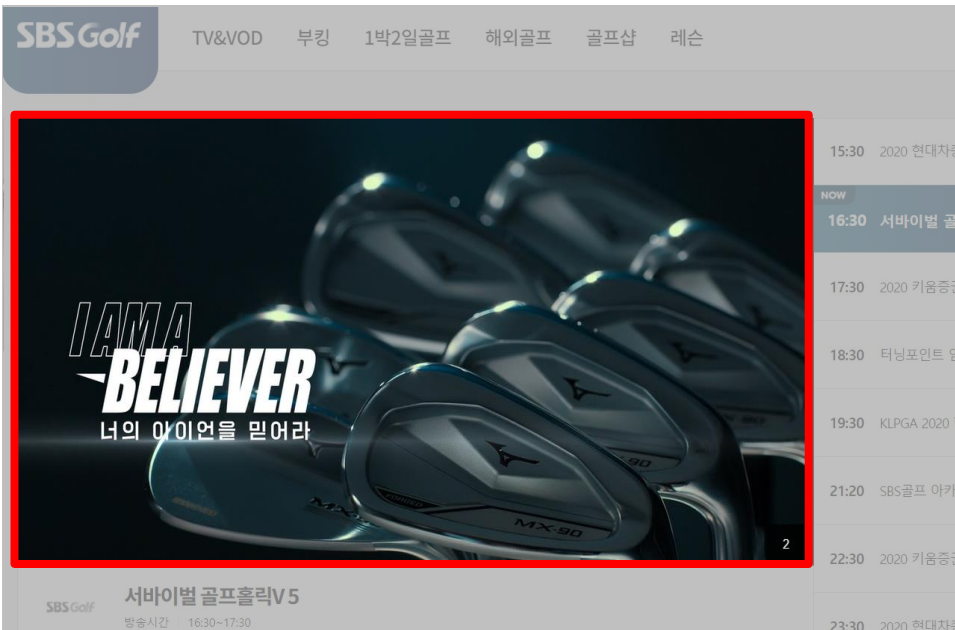 SBS Golf
TV&VOD 부킹 1박2일골프 해외골프 골프샵 레슨
I AM A
BELIEVER
너의 아이언을 믿어라
MX-90
MX-90
2
15:30 2020 현대차
NOW
16:30 서바이벌
17:30 2020 키움증권
18:30 터닝포인트
19:30 KLPGA 2020
21:20 SBS골프
22:30 2020 키움증권
23:30 2020 현대차
SBS Golf
서바이벌 골프홀릭V 5
방송시간 16:30~17:30